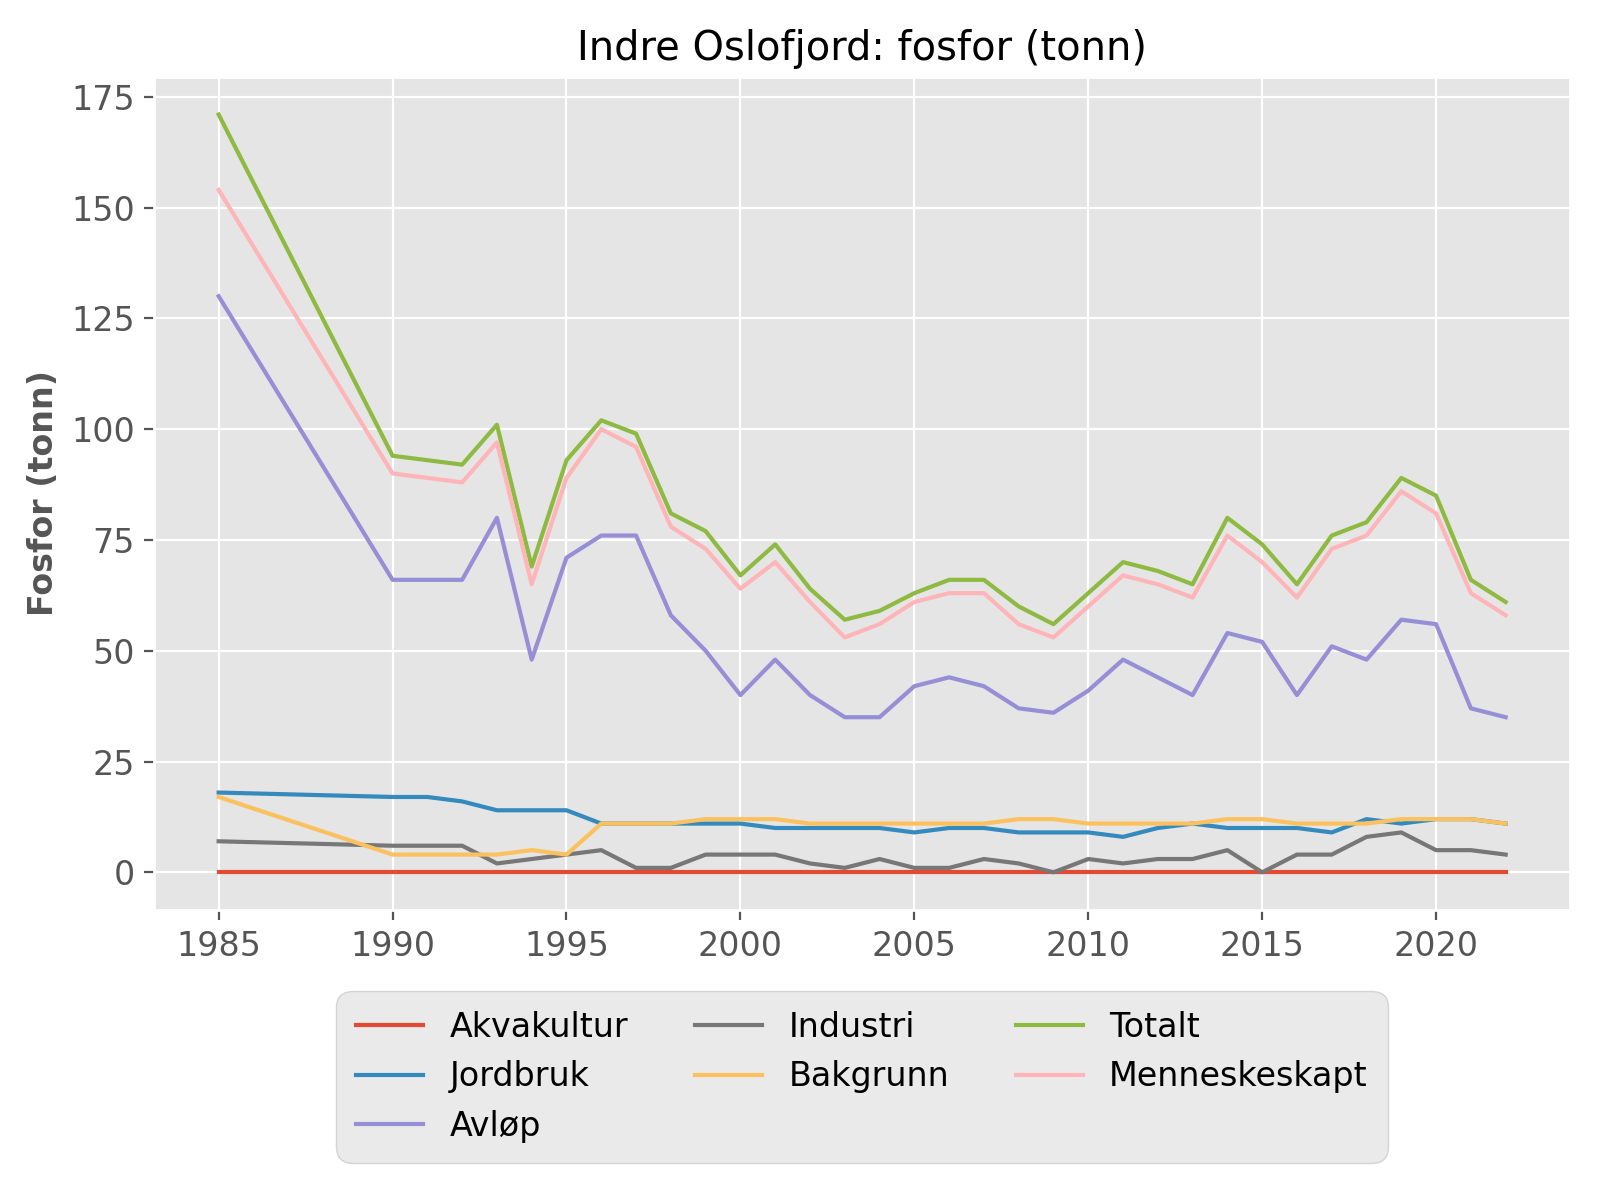 Indre Oslofjord: fosfor (tonn)
Fosfor (tonn)
175
150
125
100
75
50
25
0
1985 1990 1995 2000 2005 2010 2015 2020
Akvakultur Industri Totalt
Jordbruk Bakgrunn Menneskeskapt
Avløp